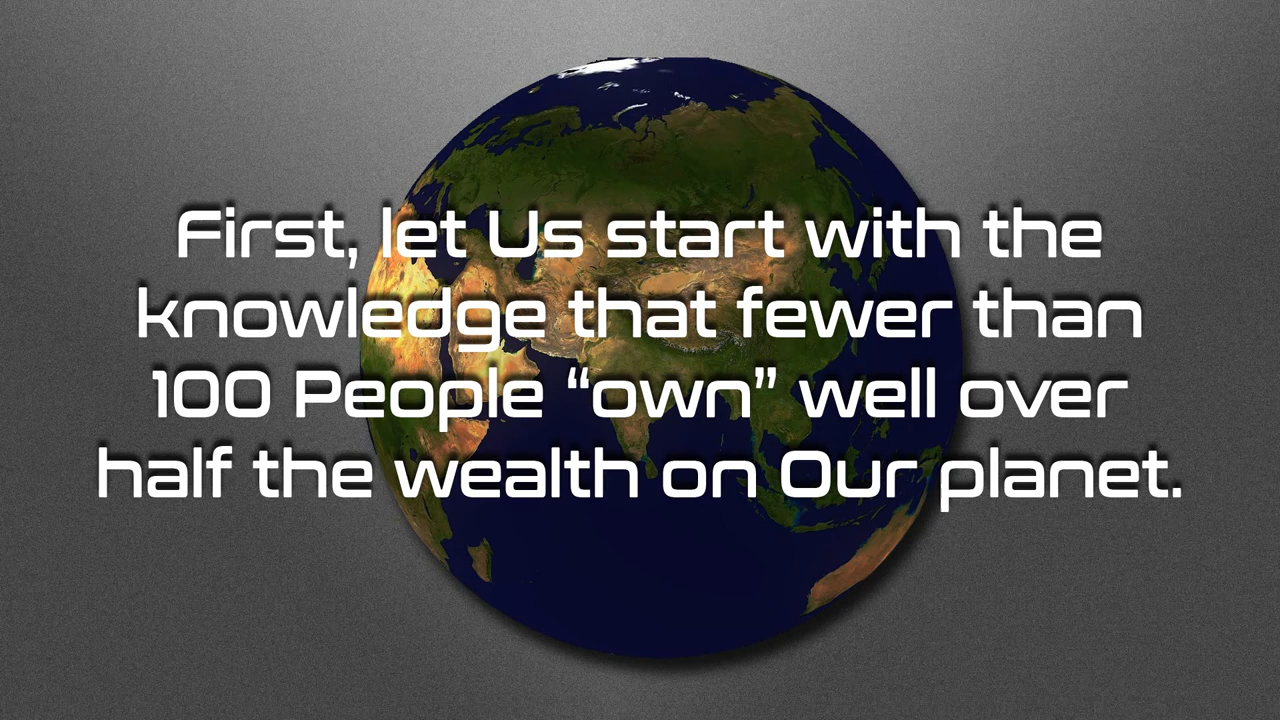 First, let Us start with the
knowledge that fewer than
100 People “own” well over
half the wealth on Our planet.